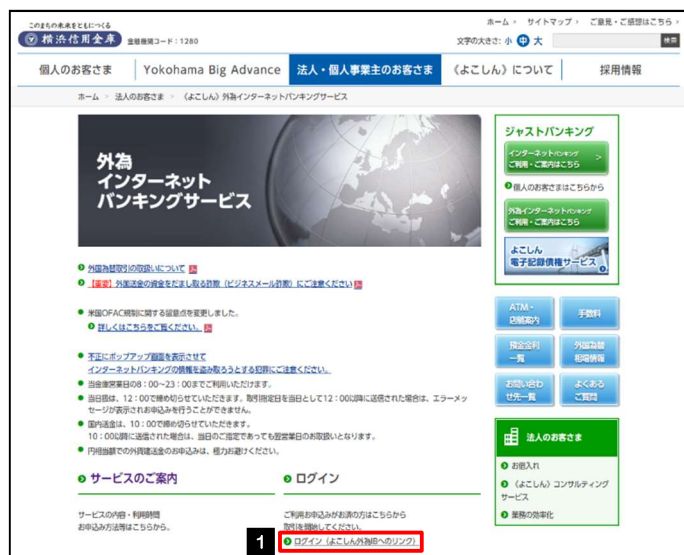 このまちの未来をともにつくる
横浜信用金庫 金融機関コード：1280
ホーム サイトマップ ご意見・ご感想はこちら
文字の大きさ: 小 中 大 検索
個人のお客さま Yokohama Big Advance 法人・個人事業主のお客さま 《よこしん》について 採用情報
ホーム > 法人のお客さま > 《よこしん》外為インターネットバンキングサービス
外為
インターネット
バンキングサービス
外国為替取引の取扱いについて
【重要】外国送金の資金をだまし取る詐欺（ビジネスメール詐欺）にご注意ください
米国OFAC規制に関する留意点を変更しました。
詳しくはこちらをご覧ください。
不正にポップアップ画面を表示させて
インターネットバンキングの情報を盗み取ろうとする犯罪にご注意ください。
当金庫営業日の8：00～23：00までご利用いただけます。
当日扱は、12：00で締め切らせていただきます。取引指定日を当日として12：00以降に送信された場合は、エラーメッ
セージが表示されお申込みを行うことができません。
国内送金は、10：00で締め切らせていただきます。
10：00以降に送信された場合は、当日のご指定であっても翌営業日のお取扱いとなります。
円相当額での外貨建送金のお申込みは、極力お避けください。
サービスのご案内
サービスの内容・利用時間
お申込み方法等はこちらから。
ログイン
ご利用お申込みがお済の方はこちらから
取引を開始してください。
1 ログイン（よこしん外為IBへのリンク）
ジャストバンキング
インターネットバンキング
ご利用・ご案内はこちら >
個人のお客さまはこちらから
外為インターネットバンキング
ご利用・ご案内はこちら
よこしん
電子記録債権サービス
ATM・
店舗案内
手数料
預金金利
一覧
外国為替
相場情報
お問い合わ
せ先一覧
よくある
ご質問
法人のお客さま
お借入れ
《よこしん》コンサルティング
サービス
業務の効率化